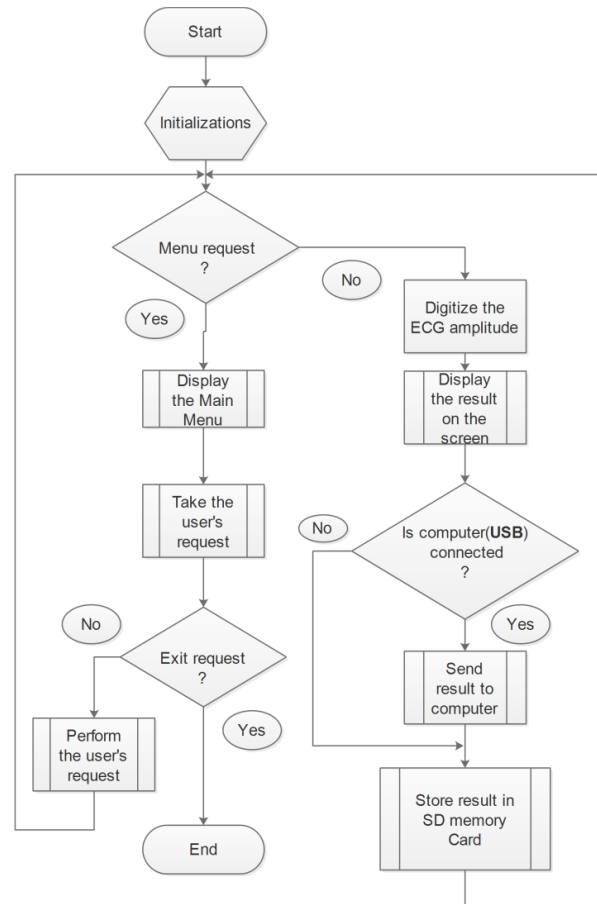 Start
Initializations
Menu request
?
No
Yes
Digitize the
ECG amplitude
Display
the Main
Menu
Display
the result
on the
screen
Take the
user's
request
No
Is computer(USB)
connected
?
Yes
No
Exit request
?
Yes
Send
result to
computer
Perform
the user's
request
Store result in
SD memory
Card
End